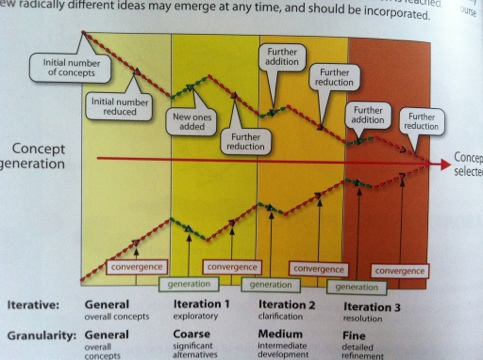 ew radically different ideas may emerge at any time, and should be incorporated.
Initial number
of concepts
Initial number
reduced
New ones
added
Further
reduction
Further
addition
Further
reduction
Further
addition
Further
reduction
Concept
generation
Concep
selecte
convergence
generation
convergence
generation
convergence
generation
convergence
Iterative: General Iteration 1 Iteration 2 Iteration 3
overall concepts exploratory clarification resolution
Granularity: General Coarse Medium Fine
overall significant intermediate detailed
concepts alternatives development refinement